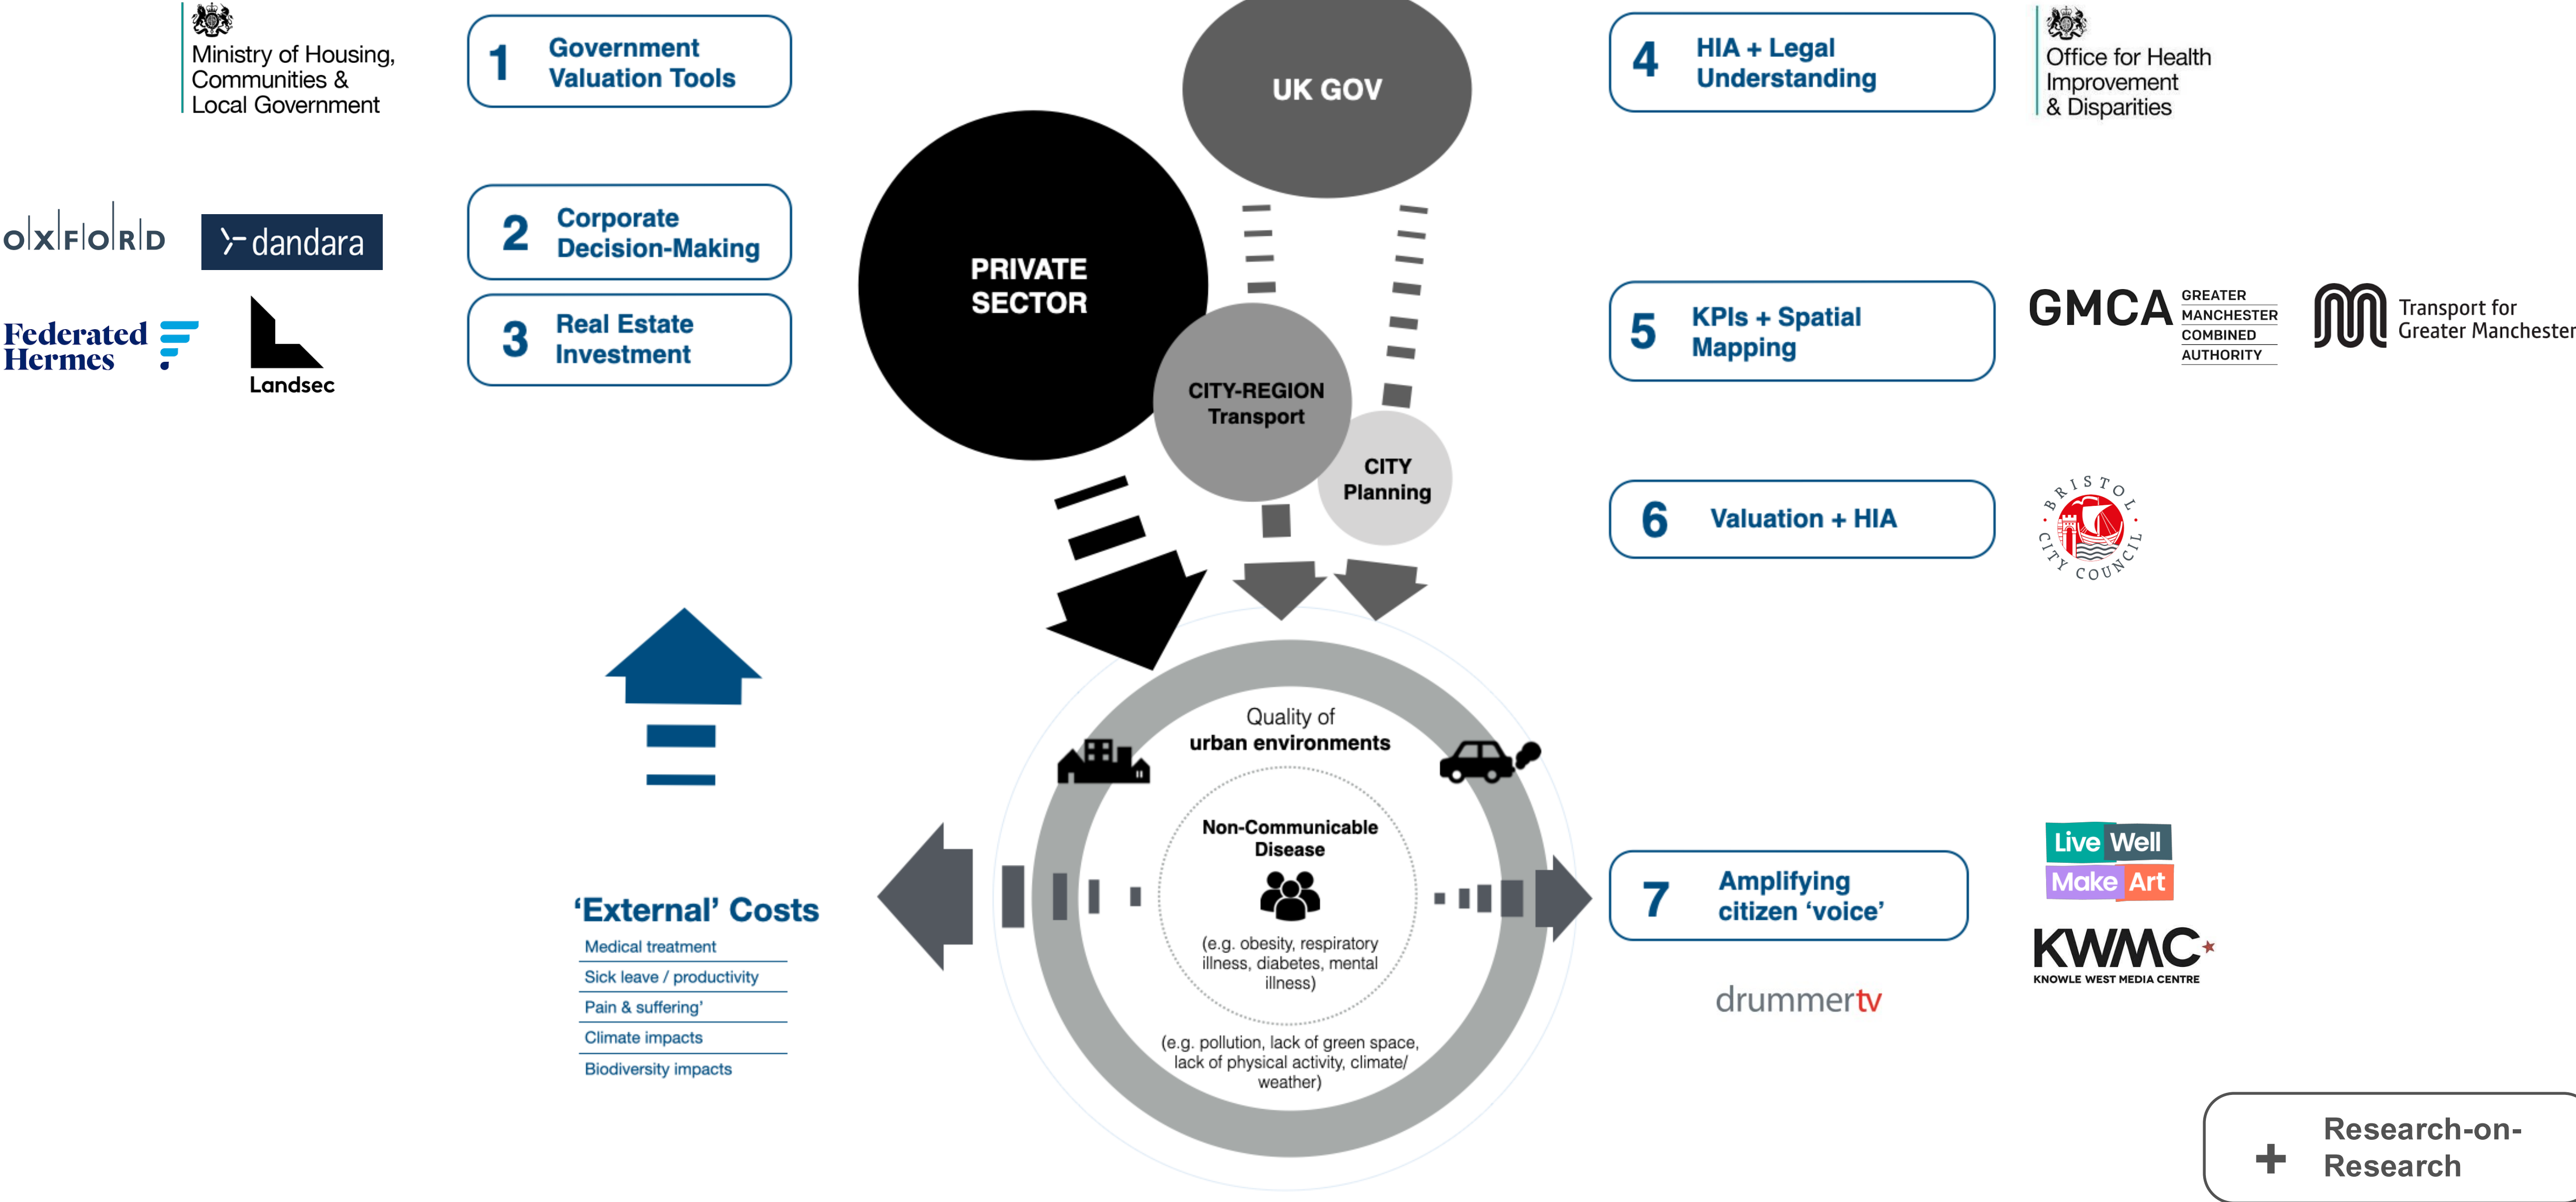 Ministry of Housing,
Communities &
Local Government
1
Government
Valuation Tools
UK GOV
4
HIA + Legal
Understanding
Office for Health
Improvement
& Disparities
OXFORD
dandara
2
Corporate
Decision-Making
Federated
Hermes
Landsec
3
Real Estate
Investment
PRIVATE
SECTOR
CITY-REGION
Transport
CITY
Planning
5
KPIs + Spatial
Mapping
GMCA
GREATER
MANCHESTER
COMBINED
AUTHORITY
Transport for
Greater Manchester
6
Valuation + HIA
BRISTOL
CITY COUNCIL
Quality of
urban environments
Non-Communicable
Disease
(e.g. obesity, respiratory
illness, diabetes, mental
illness)
(e.g. pollution, lack of green space,
lack of physical activity, climate/
weather)
‘External’ Costs
Medical treatment
Sick leave / productivity
Pain & suffering’
Climate impacts
Biodiversity impacts
7
Amplifying
citizen ‘voice’
drummertv
Live Well
Make Art
KWMC
KNOWLE WEST MEDIA CENTRE
+
Research-on-
Research